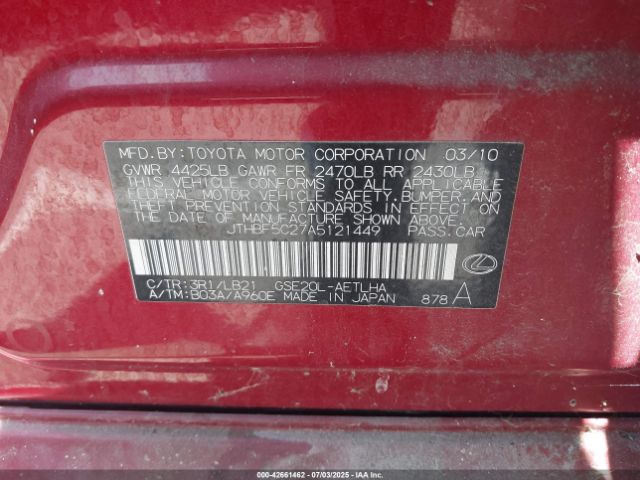 MFD.BY:TOYOTA MOTOR CORPORATION 03/10
GVWR 4425LB GAWR FR 2470LB RR 2430LB
THIS VEHICLE CONFORMS TO ALL APPLICABLE
FEDERAL MOTOR VEHICLE SAFETY,BUMPER, AND
THEFT PREVENTION STANDARDS IN EFFECT ON
THE DATE OF MANUFACTURE SHOWN ABOVE.
JTHBF5C27A5121449 PASS.CAR
C/TR:3R1/LB21 GSE20L-AETLHA
A/TM:B03A/A960E MADE IN JAPAN 878 A
000-42661462 - 07/03/2025 - IAAI.COM